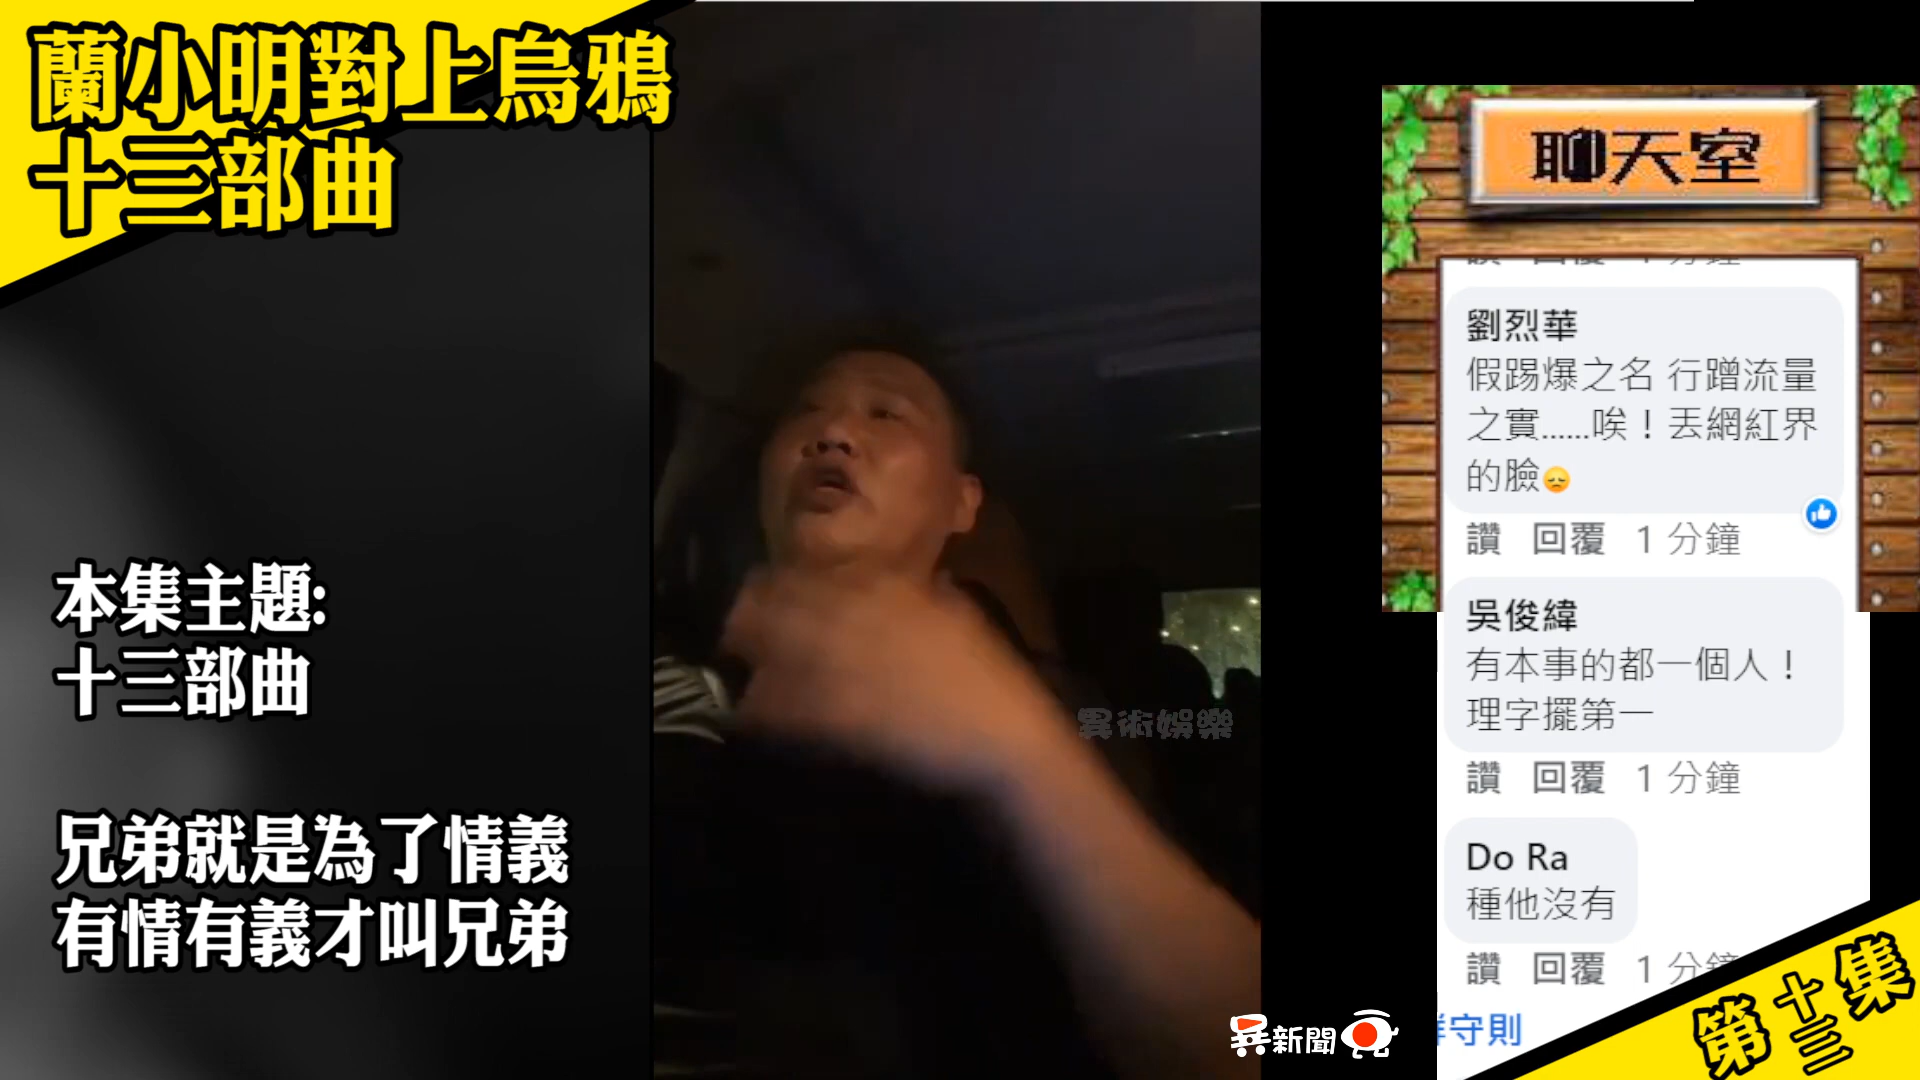 蘭小明對上烏鴉
十三部曲
本集主題:
十三部曲
兄弟就是為了情義
有情有義才叫兄弟
異術娛樂
異新聞
聊天室
劉烈華
假踢爆之名 行蹭流量
之實......唉！丟網紅界
的臉😞
讚 回覆 1 分鐘
吳俊緯
有本事的都一個人！
理字擺第一
讚 回覆 1 分鐘
Do Ra
種他沒有
讚 回覆 1 分鐘
守則
第十三集